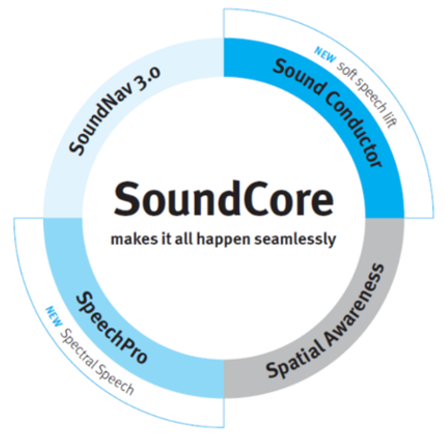 SoundNav 3.0
NEW soft speech lift
Sound Conductor
SoundCore
makes it all happen seamlessly
SpeechPro
NEW Spectral Speech
Spatial Awareness